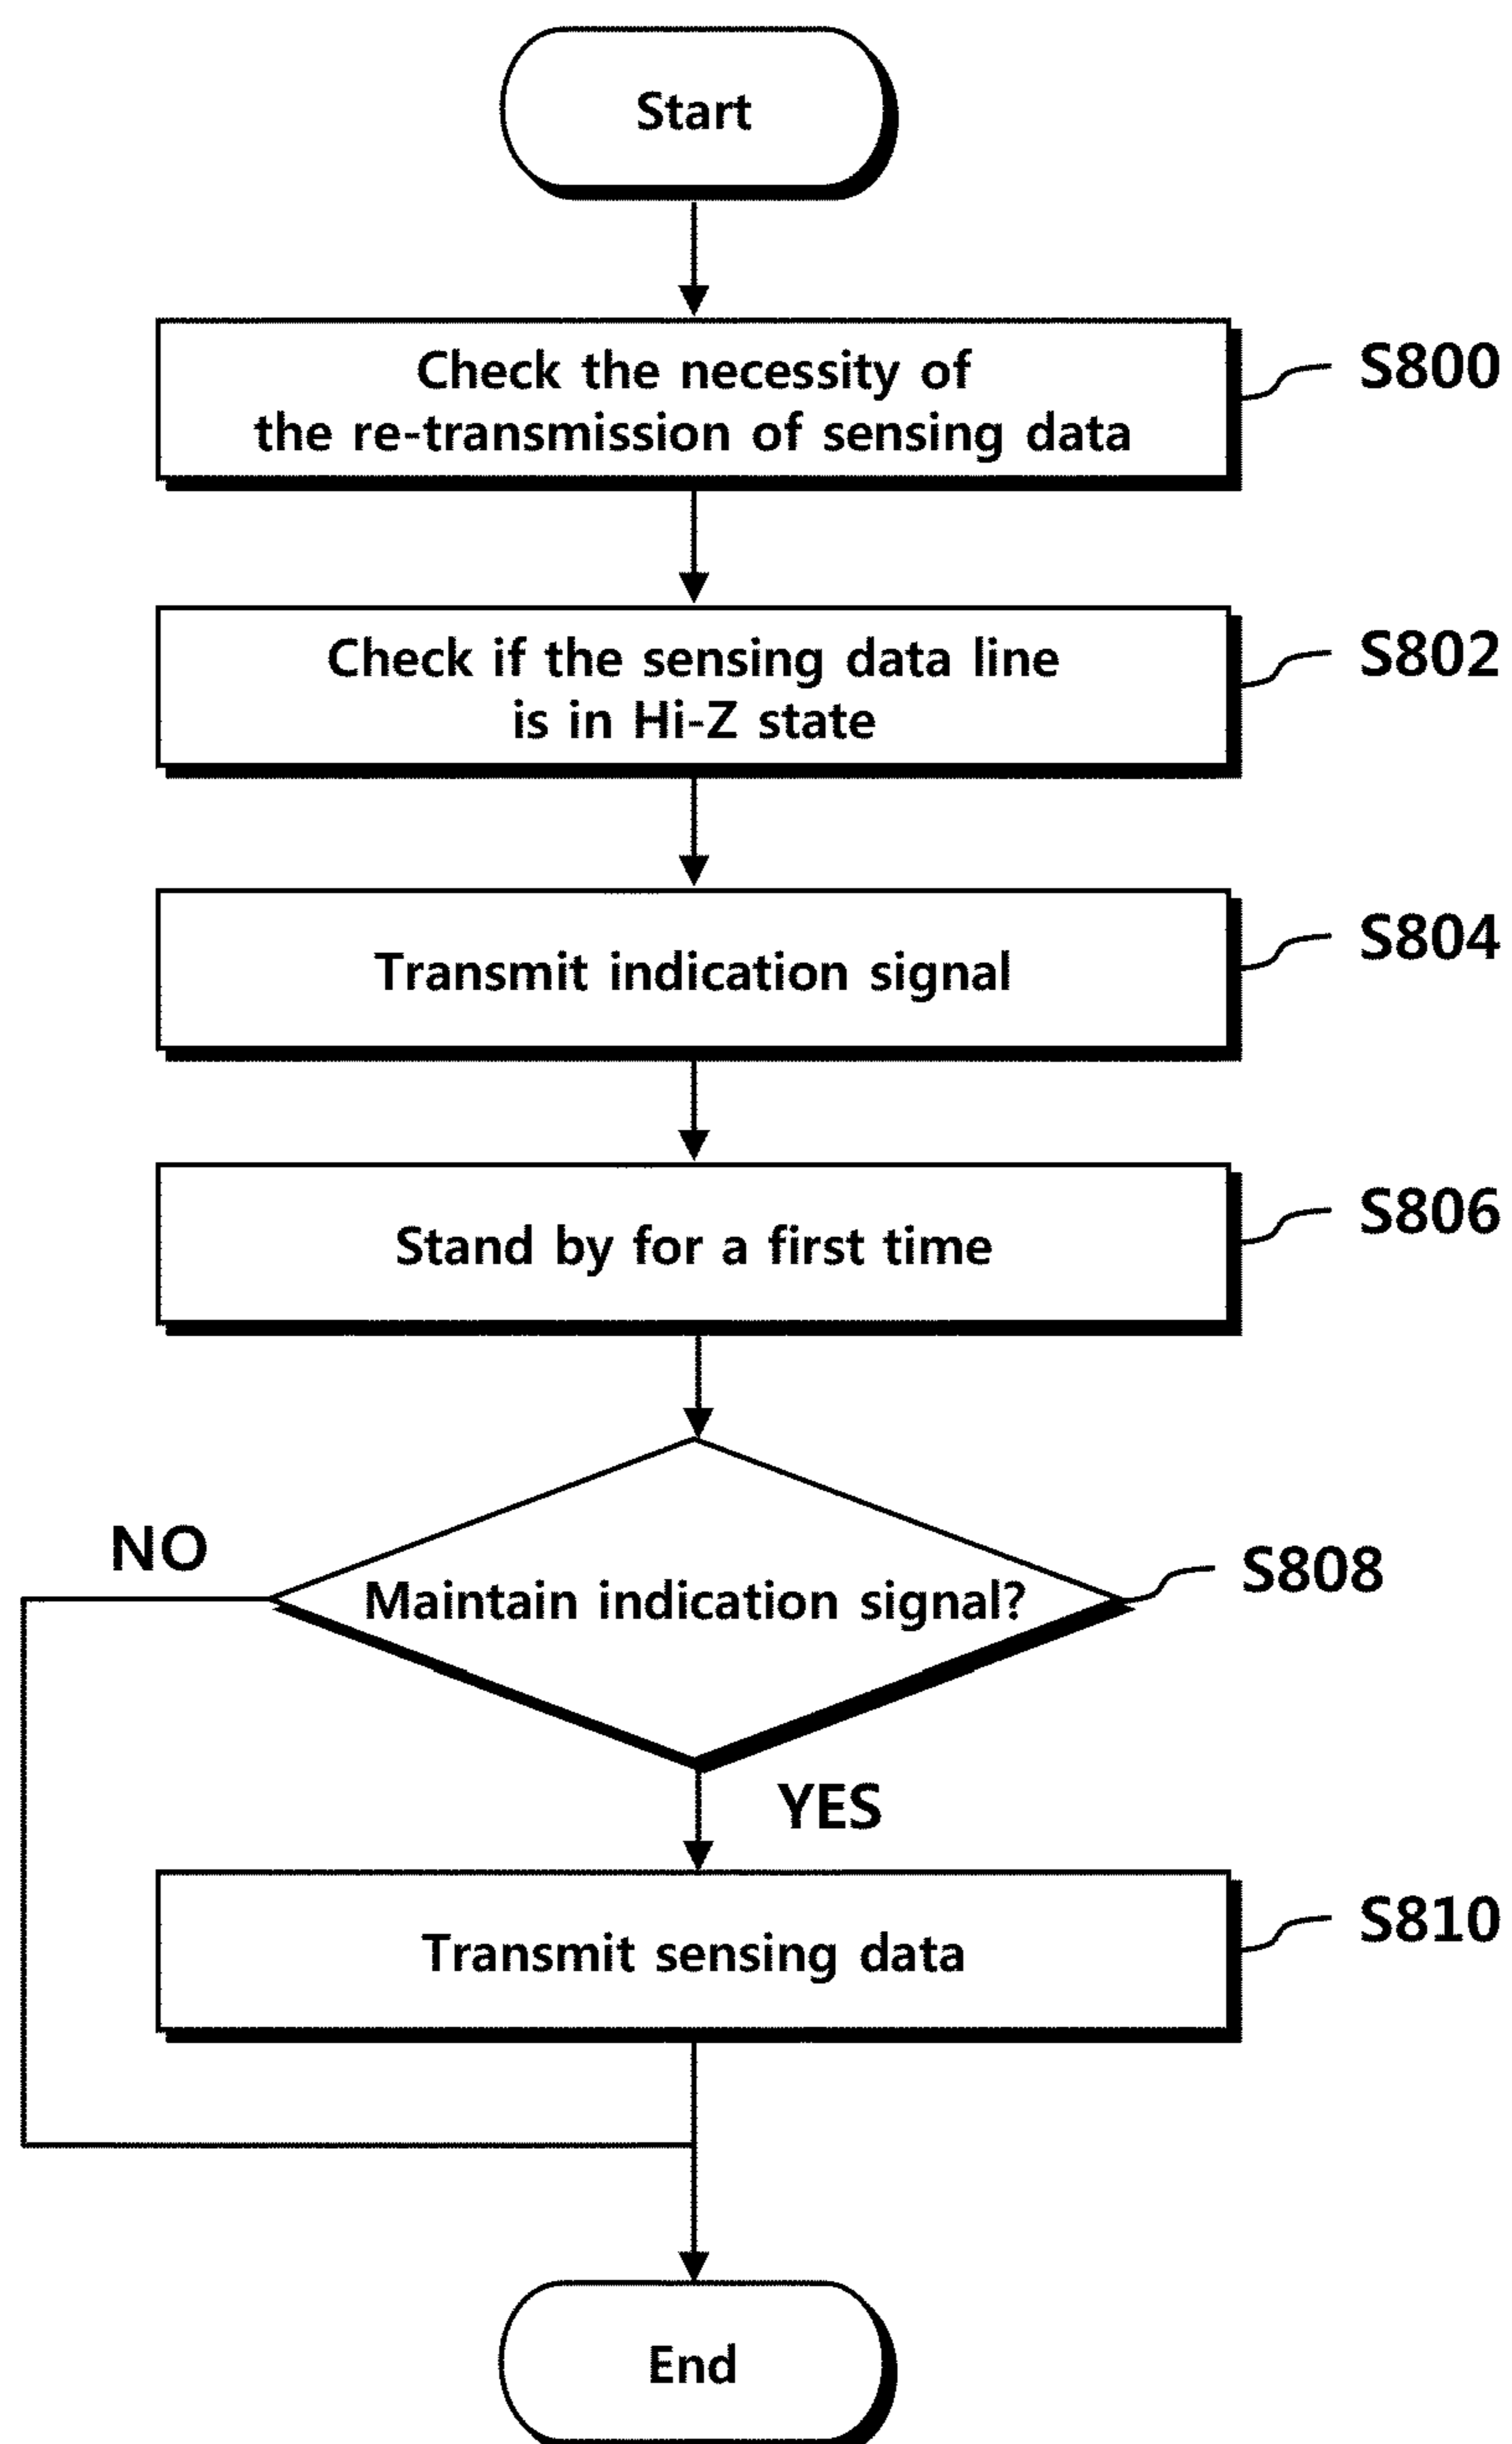 Start
Check the necessity of
the re-transmission of sensing data
S800
Check if the sensing data line
is in Hi-Z state
S802
Transmit indication signal
S804
Stand by for a first time
S806
NO
Maintain indication signal?
S808
YES
Transmit sensing data
S810
End